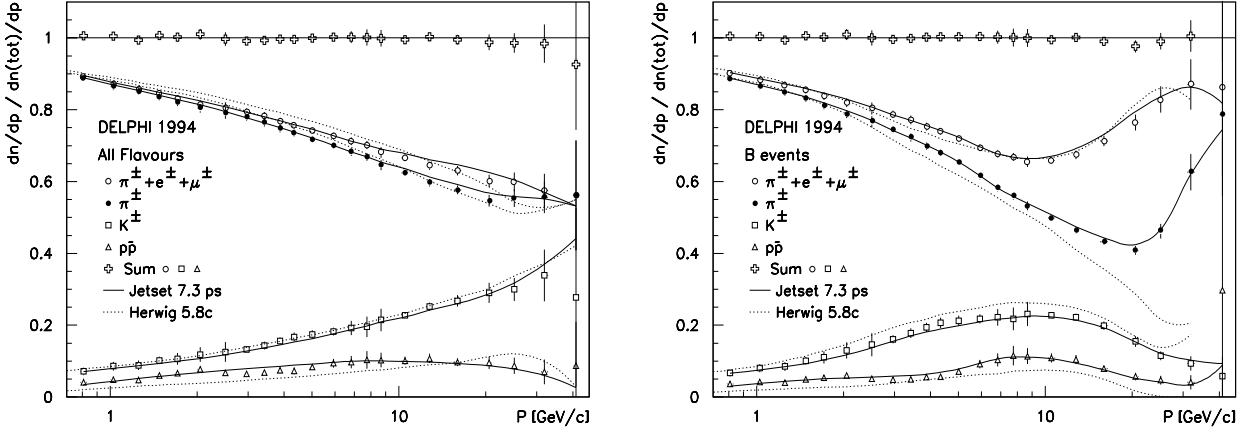 dn/dp / dn(tot)/dp
1
0.8
0.6
0.4
0.2
0
DELPHI 1994
All Flavours
π± + e± + μ±
π±
K±
pp̄
Sum
Jetset 7.3 ps
Herwig 5.8c
1
10
P [GeV/c]
dn/dp / dn(tot)/dp
1
0.8
0.6
0.4
0.2
0
DELPHI 1994
B events
π± + e± + μ±
π±
K±
pp̄
Sum
Jetset 7.3 ps
Herwig 5.8c
1
10
P [GeV/c]